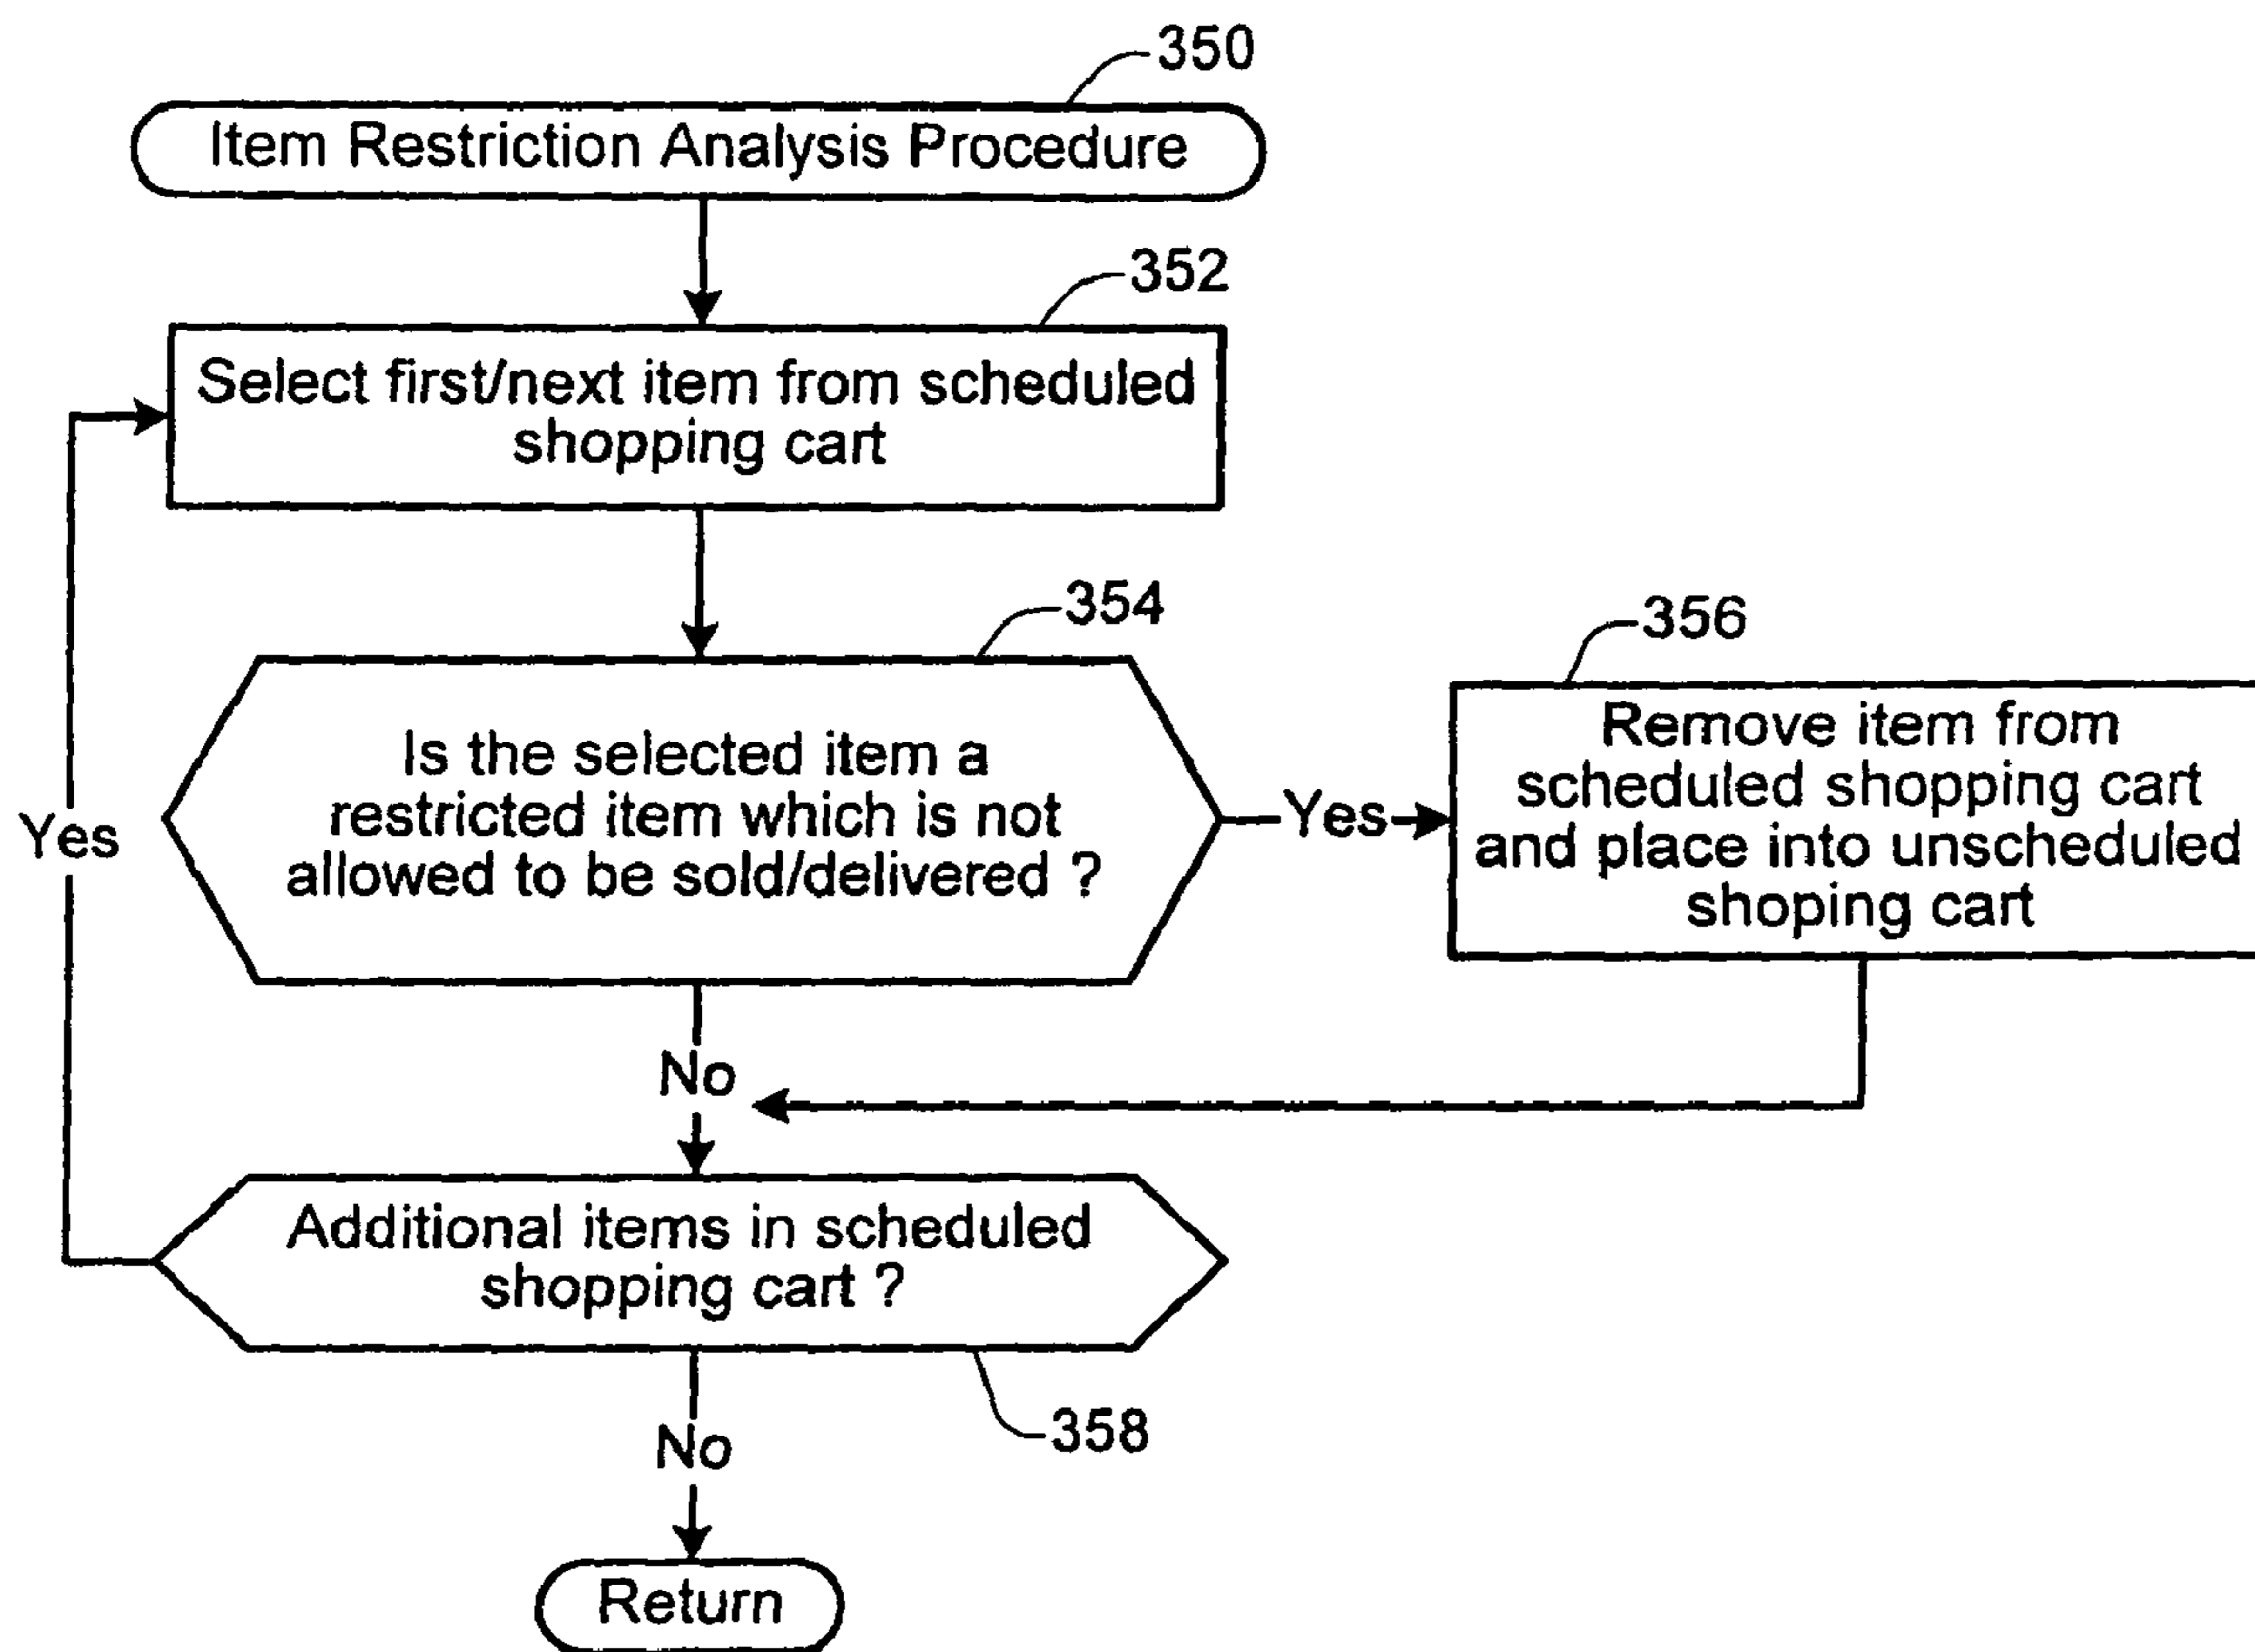 350
Item Restriction Analysis Procedure
352
Select first/next item from scheduled
shopping cart
354
Is the selected item a
restricted item which is not
allowed to be sold/delivered ?
Yes
356
Remove item from
scheduled shopping cart
and place into unscheduled
shoping cart
Yes
No
Additional items in scheduled
shopping cart ?
358
No
Return